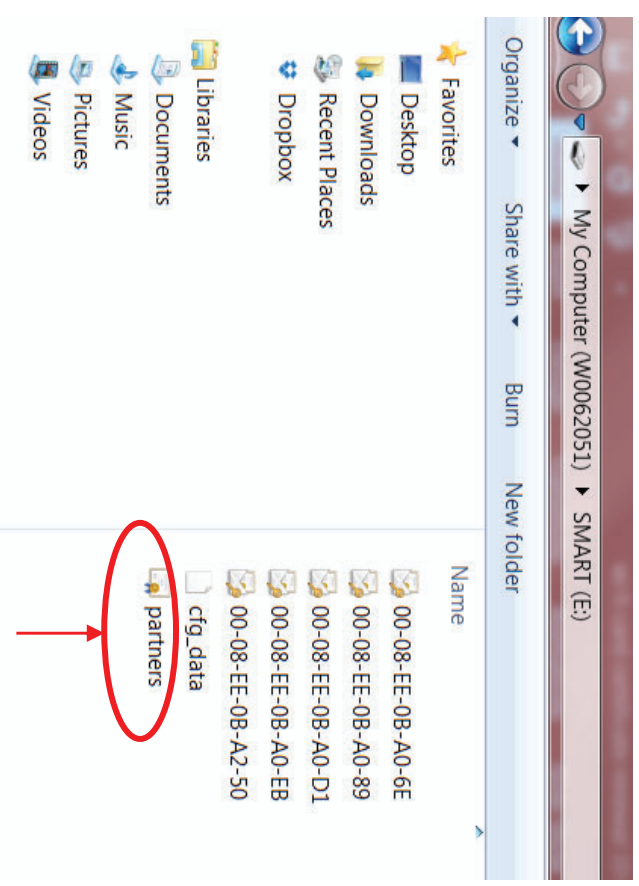 My Computer (W0062051) ▸ SMART (E:)
Organize Share with Burn New folder
Favorites
Desktop
Downloads
Recent Places
Dropbox
Libraries
Documents
Music
Pictures
Videos
Name
00-08-EE-0B-A0-6E
00-08-EE-0B-A0-89
00-08-EE-0B-A0-D1
00-08-EE-0B-A0-EB
00-08-EE-0B-A2-50
cfg_data
partners